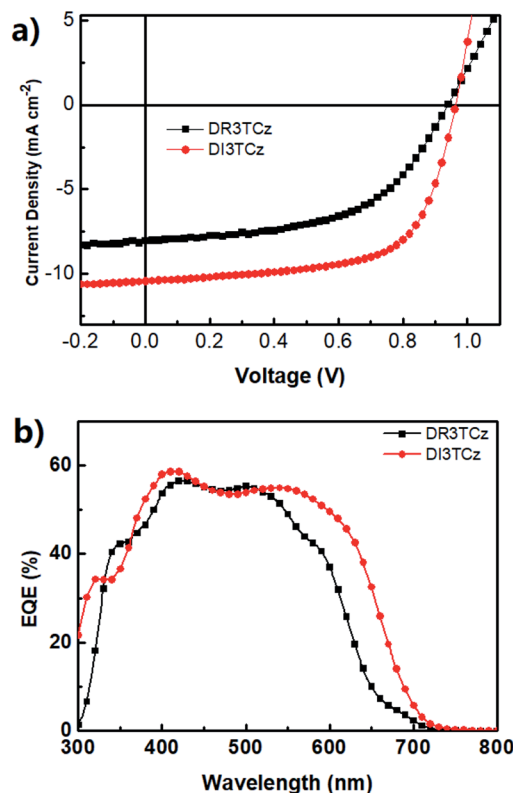 a)
5
0
-5
-10
DR3TCz
DI3TCz
Current Density (mA cm⁻²)
-0.2 0.0 0.2 0.4 0.6 0.8 1.0
Voltage (V)
b)
60
40
20
0
DR3TCz
DI3TCz
EQE (%)
300 400 500 600 700 800
Wavelength (nm)